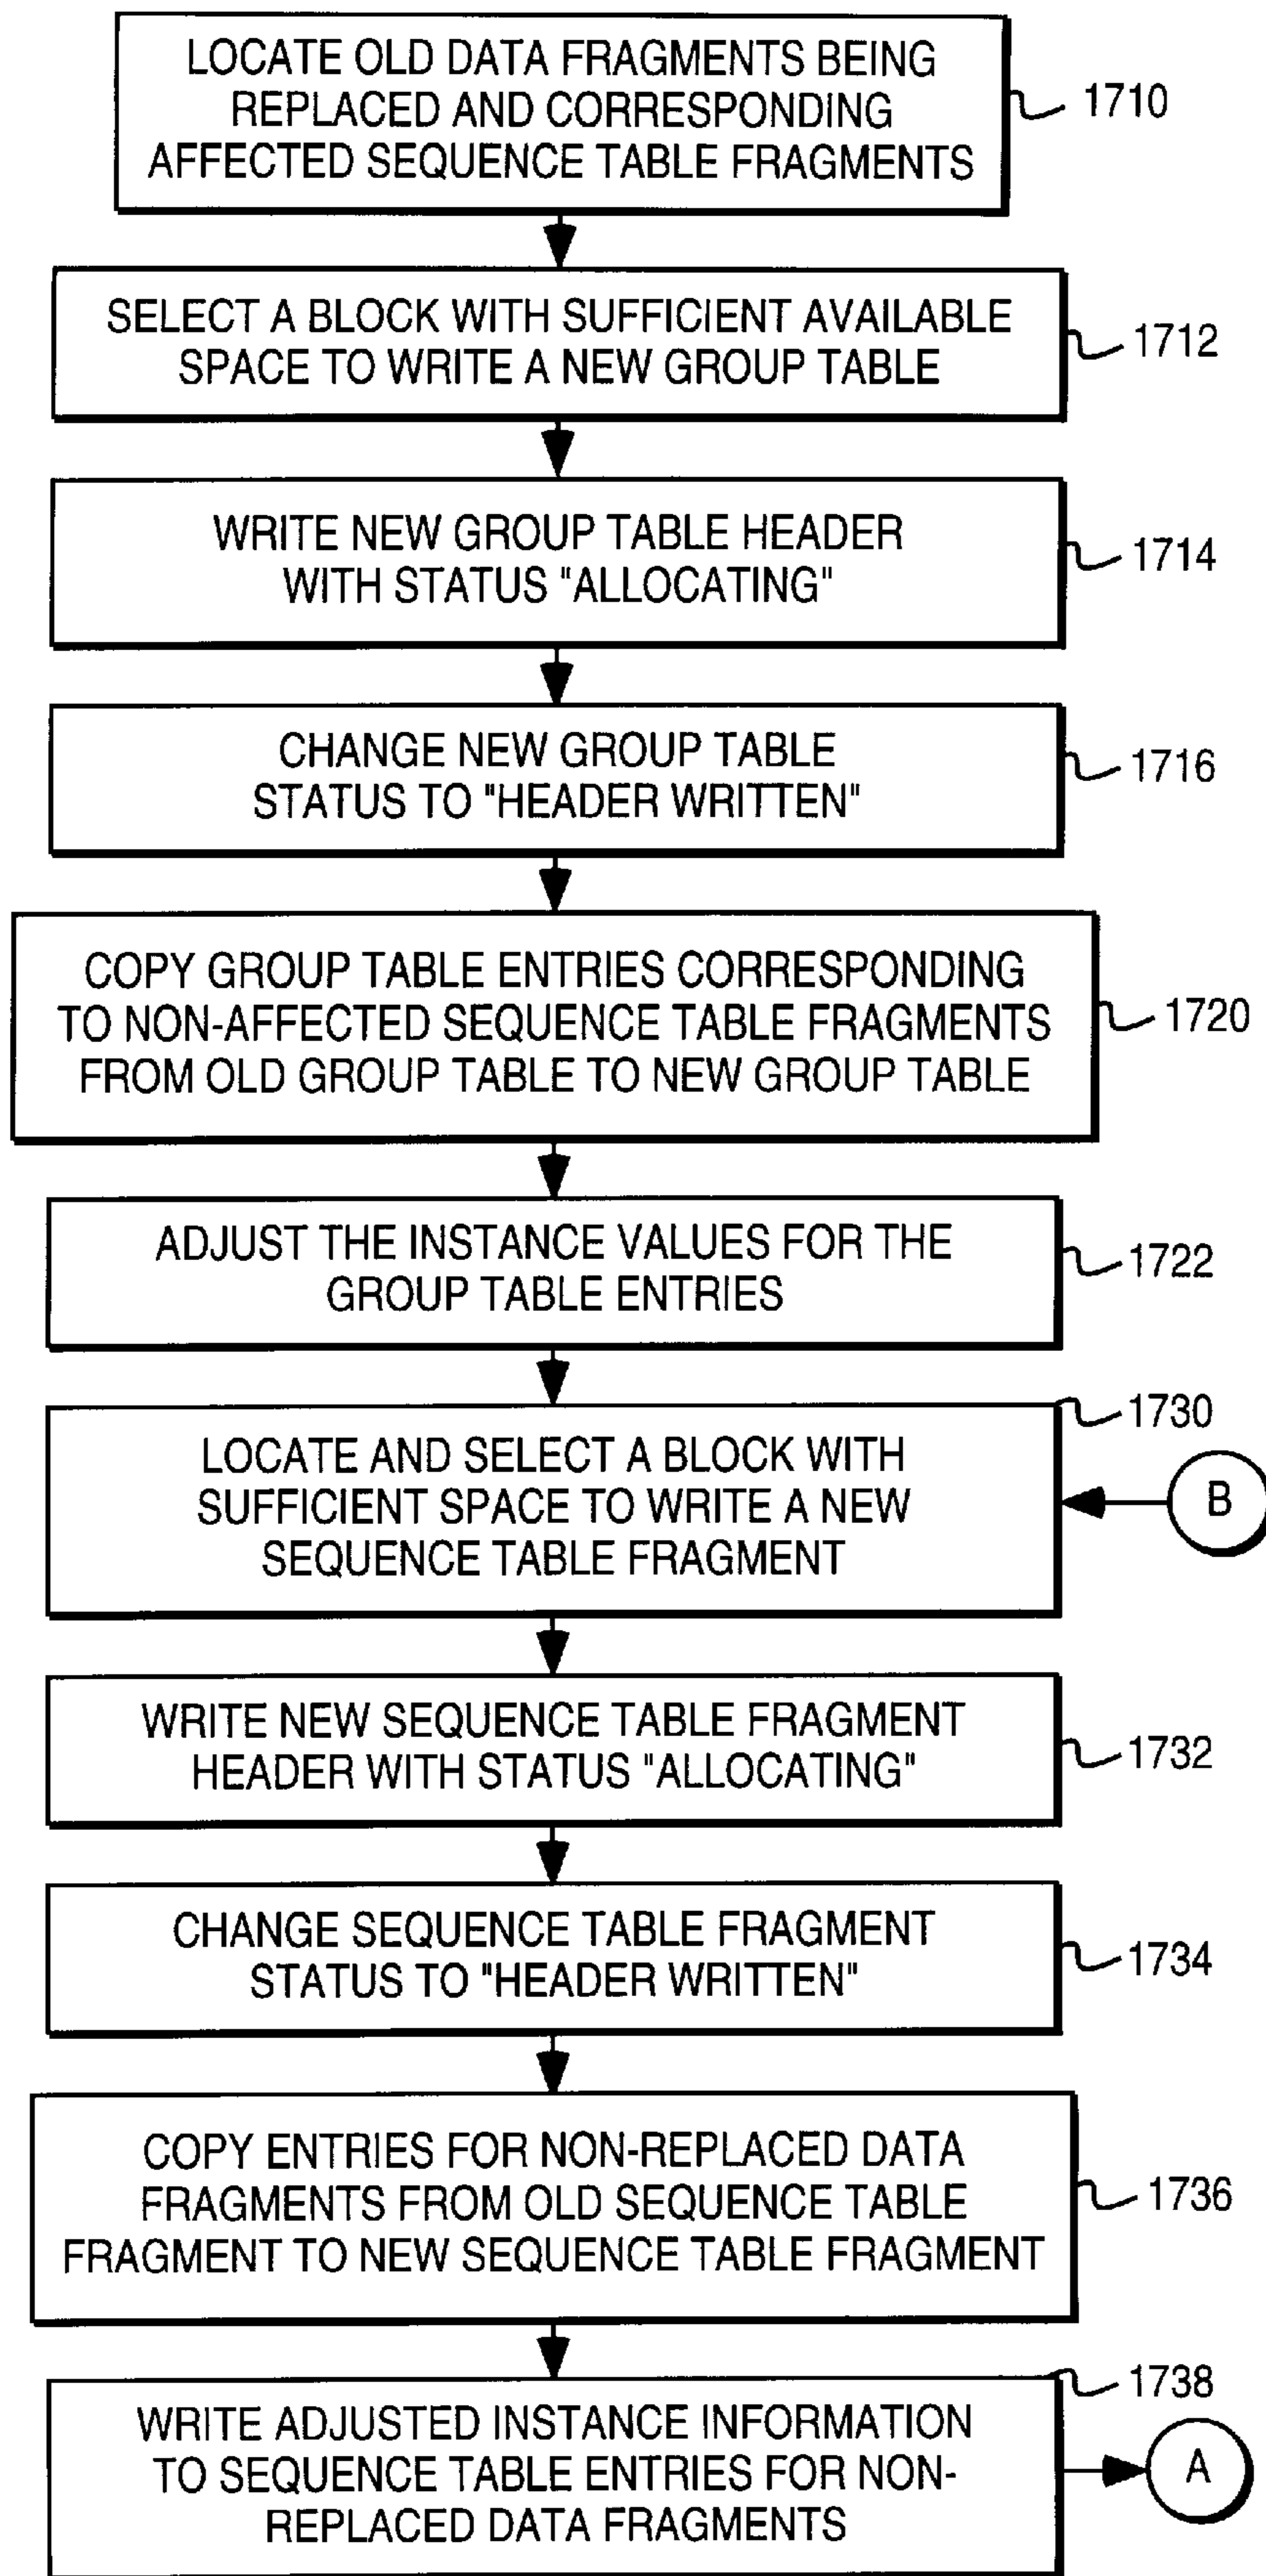 LOCATE OLD DATA FRAGMENTS BEING
REPLACED AND CORRESPONDING
AFFECTED SEQUENCE TABLE FRAGMENTS
1710
SELECT A BLOCK WITH SUFFICIENT AVAILABLE
SPACE TO WRITE A NEW GROUP TABLE
1712
WRITE NEW GROUP TABLE HEADER
WITH STATUS "ALLOCATING"
1714
CHANGE NEW GROUP TABLE
STATUS TO "HEADER WRITTEN"
1716
COPY GROUP TABLE ENTRIES CORRESPONDING
TO NON-AFFECTED SEQUENCE TABLE FRAGMENTS
FROM OLD GROUP TABLE TO NEW GROUP TABLE
1720
ADJUST THE INSTANCE VALUES FOR THE
GROUP TABLE ENTRIES
1722
1730
LOCATE AND SELECT A BLOCK WITH
SUFFICIENT SPACE TO WRITE A NEW
SEQUENCE TABLE FRAGMENT
B
WRITE NEW SEQUENCE TABLE FRAGMENT
HEADER WITH STATUS "ALLOCATING"
1732
CHANGE SEQUENCE TABLE FRAGMENT
STATUS TO "HEADER WRITTEN"
1734
COPY ENTRIES FOR NON-REPLACED DATA
FRAGMENTS FROM OLD SEQUENCE TABLE
FRAGMENT TO NEW SEQUENCE TABLE FRAGMENT
1736
1738
WRITE ADJUSTED INSTANCE INFORMATION
TO SEQUENCE TABLE ENTRIES FOR NON-
REPLACED DATA FRAGMENTS
A